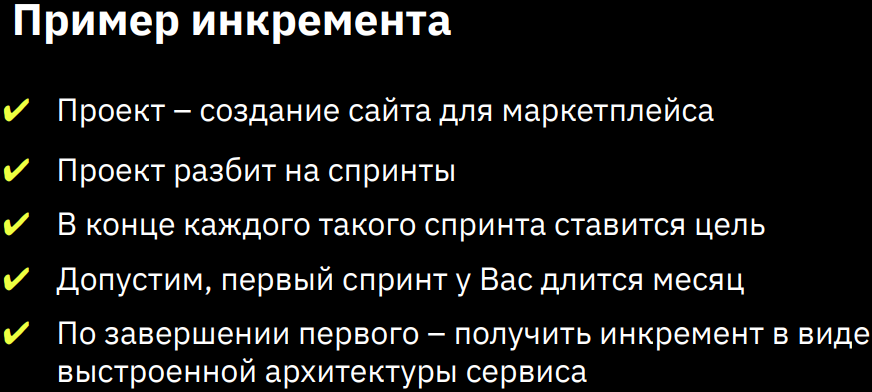 Пример инкремента
✔ Проект – создание сайта для маркетплейса
✔ Проект разбит на спринты
✔ В конце каждого такого спринта ставится цель
✔ Допустим, первый спринт у Вас длится месяц
✔ По завершении первого – получить инкремент в виде
выстроенной архитектуры сервиса